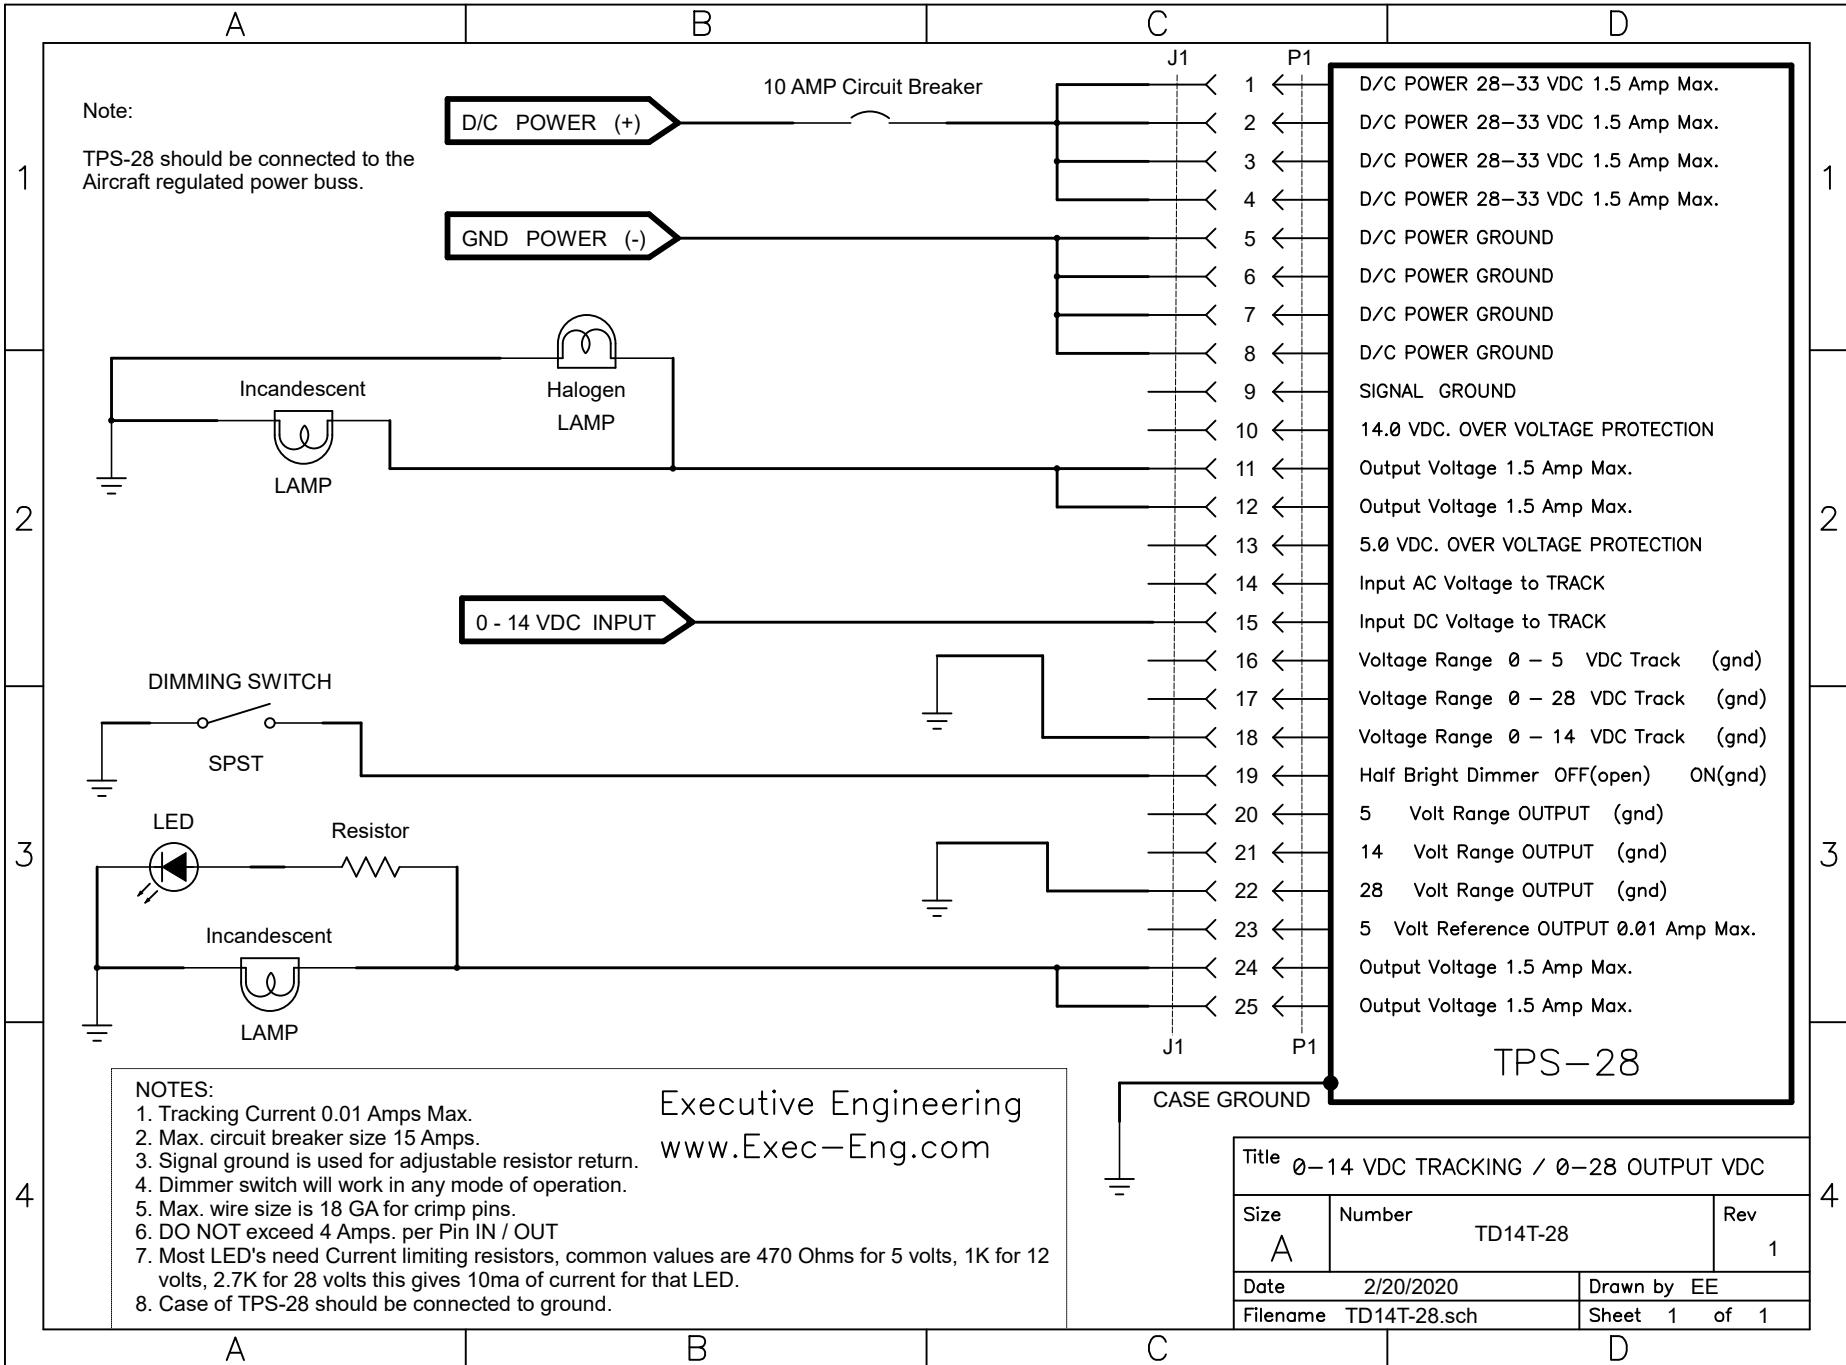 A B C D
Note:
TPS-28 should be connected to the
Aircraft regulated power buss.
D/C POWER (+)
10 AMP Circuit Breaker
GND POWER (-)
Halogen
LAMP
Incandescent
LAMP
0 - 14 VDC INPUT
DIMMING SWITCH
SPST
LED
Resistor
Incandescent
LAMP
J1 P1
1 D/C POWER 28-33 VDC 1.5 Amp Max.
2 D/C POWER 28-33 VDC 1.5 Amp Max.
3 D/C POWER 28-33 VDC 1.5 Amp Max.
4 D/C POWER 28-33 VDC 1.5 Amp Max.
5 D/C POWER GROUND
6 D/C POWER GROUND
7 D/C POWER GROUND
8 D/C POWER GROUND
9 SIGNAL GROUND
10 14.0 VDC. OVER VOLTAGE PROTECTION
11 Output Voltage 1.5 Amp Max.
12 Output Voltage 1.5 Amp Max.
13 5.0 VDC. OVER VOLTAGE PROTECTION
14 Input AC Voltage to TRACK
15 Input DC Voltage to TRACK
16 Voltage Range 0 - 5 VDC Track (gnd)
17 Voltage Range 0 - 28 VDC Track (gnd)
18 Voltage Range 0 - 14 VDC Track (gnd)
19 Half Bright Dimmer OFF(open) ON(gnd)
20 5 Volt Range OUTPUT (gnd)
21 14 Volt Range OUTPUT (gnd)
22 28 Volt Range OUTPUT (gnd)
23 5 Volt Reference OUTPUT 0.01 Amp Max.
24 Output Voltage 1.5 Amp Max.
25 Output Voltage 1.5 Amp Max.
J1 P1
TPS-28
CASE GROUND
1 1
2 2
3 3
4 4
NOTES:
1. Tracking Current 0.01 Amps Max.
2. Max. circuit breaker size 15 Amps.
3. Signal ground is used for adjustable resistor return.
4. Dimmer switch will work in any mode of operation.
5. Max. wire size is 18 GA for crimp pins.
6. DO NOT exceed 4 Amps. per Pin IN / OUT
7. Most LED's need Current limiting resistors, common values are 470 Ohms for 5 volts, 1K for 12
volts, 2.7K for 28 volts this gives 10ma of current for that LED.
8. Case of TPS-28 should be connected to ground.
Executive Engineering
www.Exec-Eng.com
Title 0-14 VDC TRACKING / 0-28 OUTPUT VDC
Size A
Number TD14T-28
Rev 1
Date 2/20/2020
Drawn by EE
Filename TD14T-28.sch
Sheet 1 of 1
A B C D